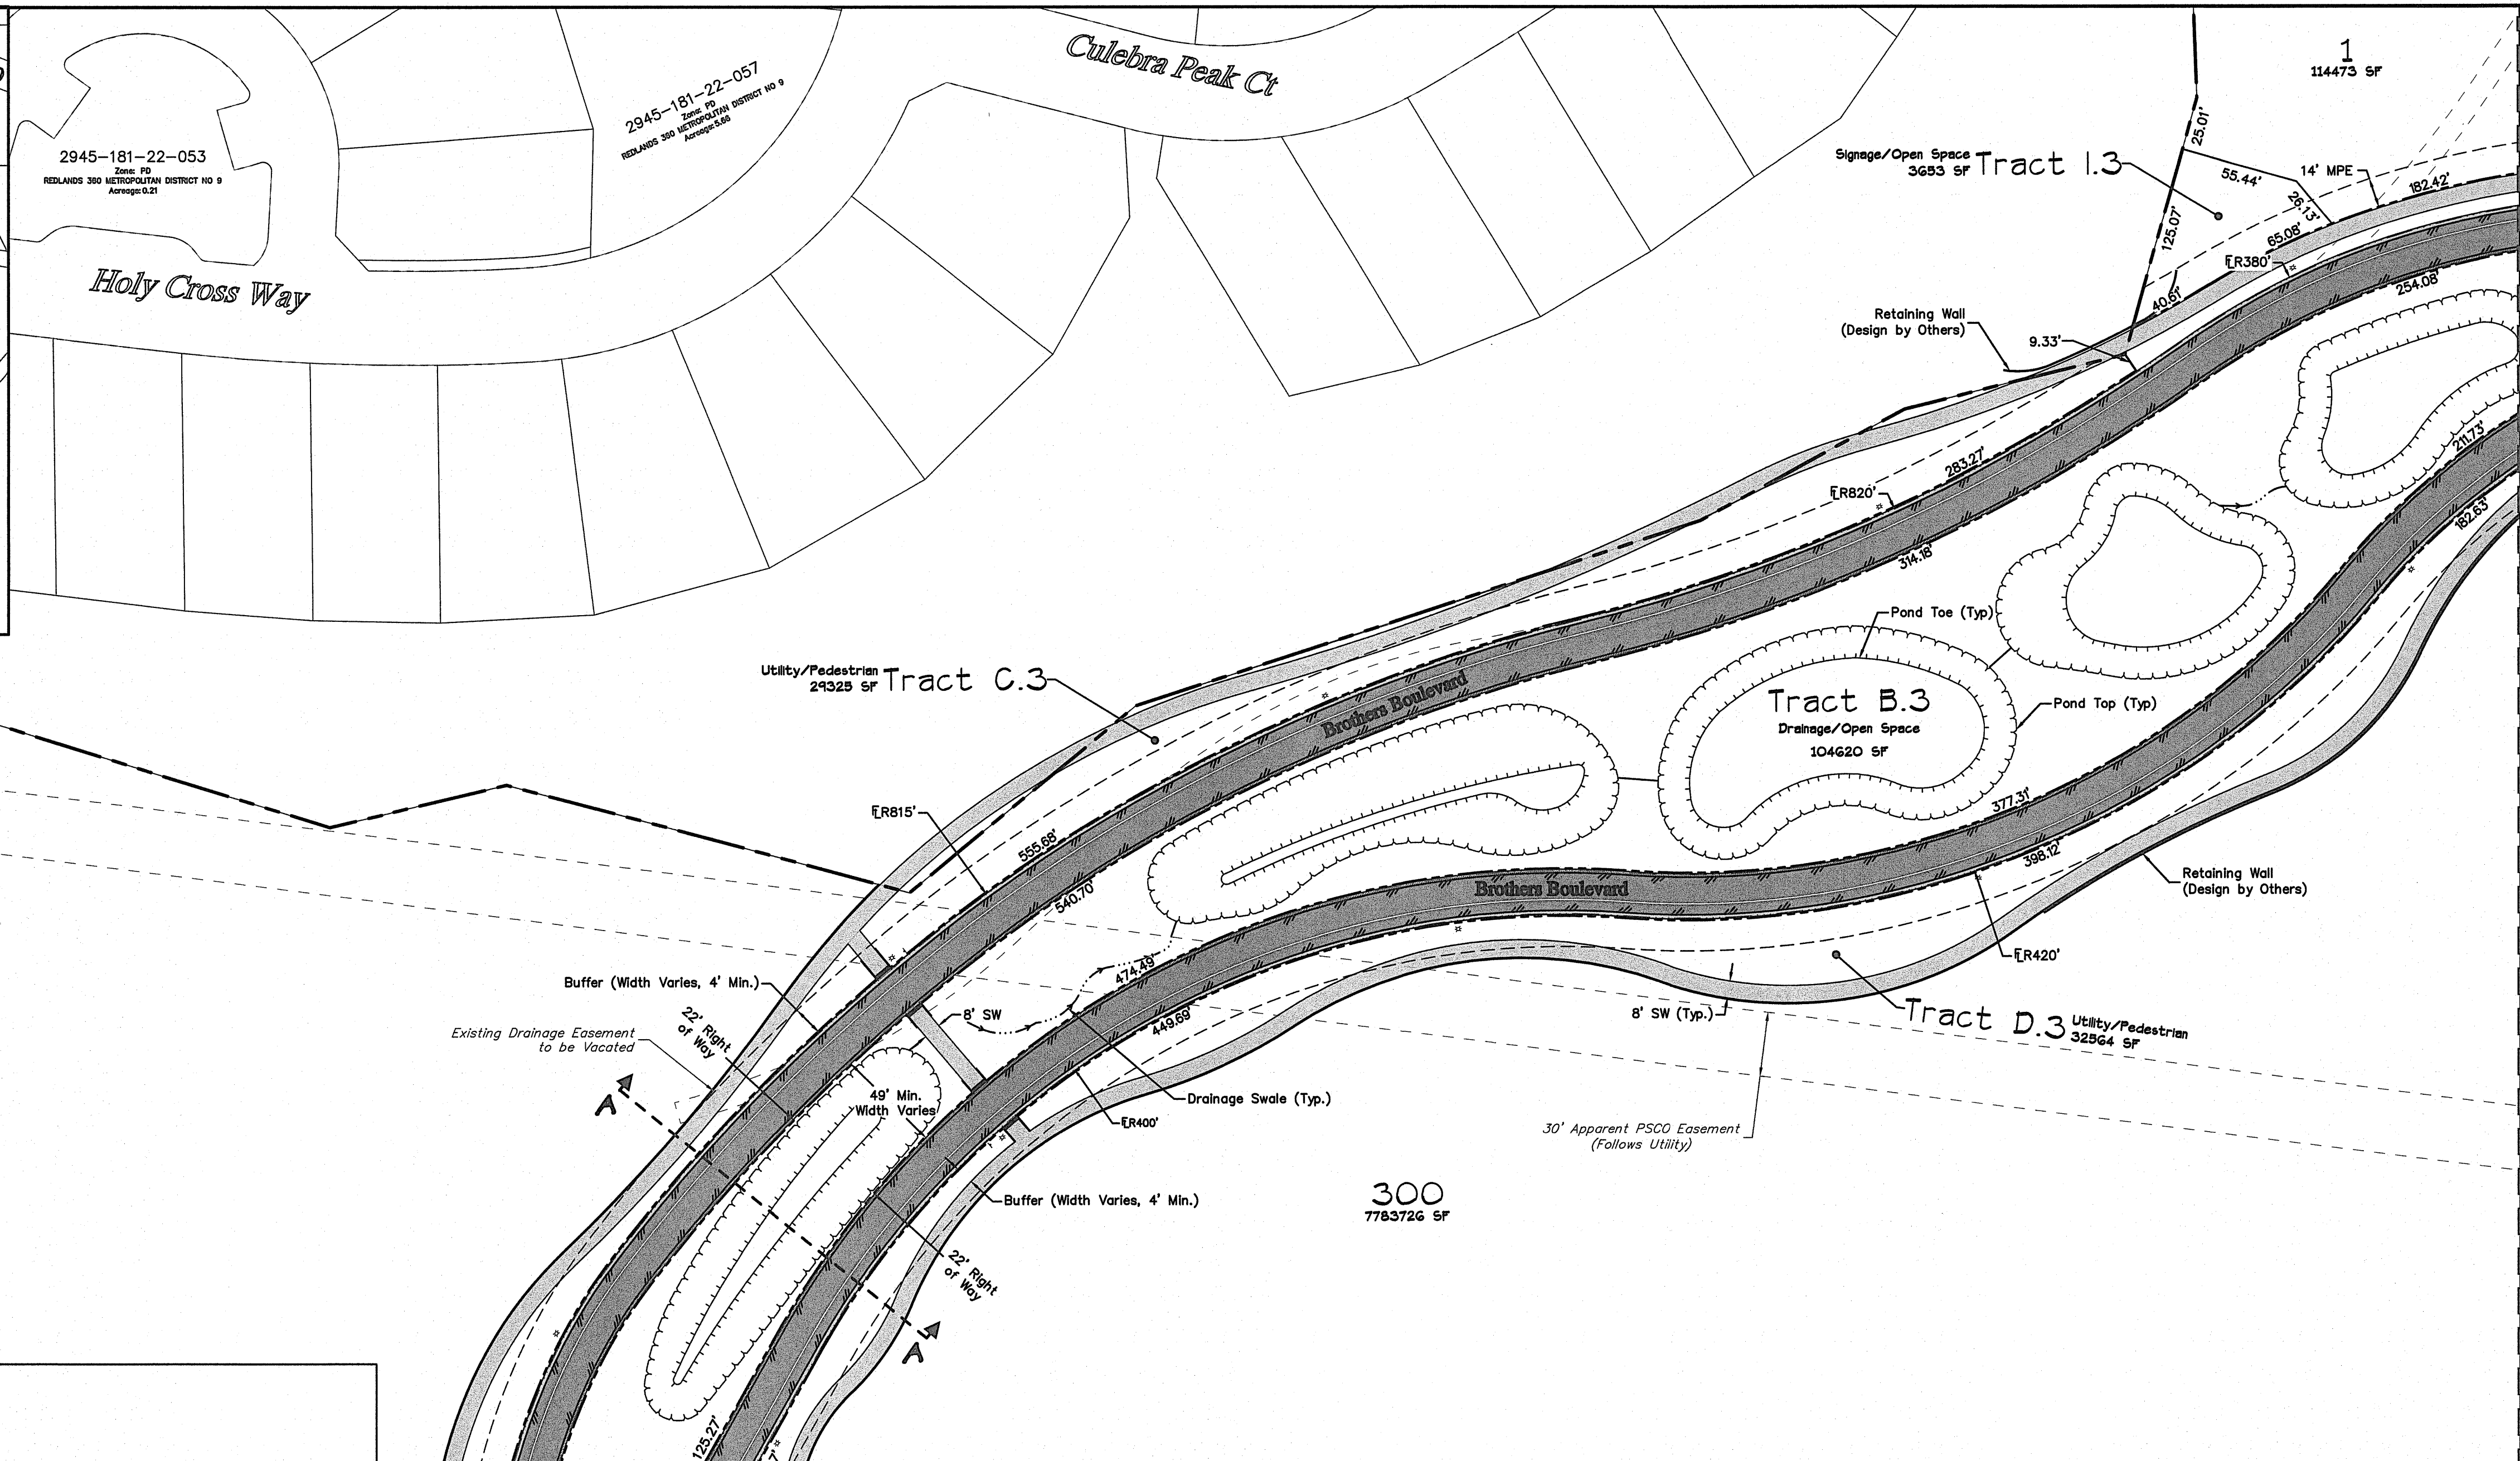 Culebra Peak Ct
1
114473 SF
2945-181-22-057
Zone: PD
REDLANDS 360 METROPOLITAN DISTRICT NO 9
Acreage:5.66
2945-181-22-053
Zone: PD
REDLANDS 360 METROPOLITAN DISTRICT NO 9
Acreage:0.21
Holy Cross Way
25.01'
Signage/Open Space
3653 SF
Tract I.3
55.44'
14' MPE
182.42'
26.13'
125.07'
65.08'
℄R380'
254.08'
40.61'
Retaining Wall
(Design by Others)
9.33'
211.73'
283.27'
℄R820'
182.63'
314.18'
Pond Toe (Typ)
Utility/Pedestrian
29325 SF
Tract C.3
Brothers Boulevard
Tract B.3
Drainage/Open Space
104620 SF
Pond Top (Typ)
℄R815'
555.68'
540.70'
377.31'
398.12'
Brothers Boulevard
Retaining Wall
(Design by Others)
℄R420'
474.49'
Buffer (Width Varies, 4' Min.)
8' SW
449.69'
8' SW (Typ.)
Tract D.3
Utility/Pedestrian
32564 SF
22' Right
of Way
Existing Drainage Easement
to be Vacated
A
49' Min.
Width Varies
Drainage Swale (Typ.)
℄R400'
30' Apparent PSCO Easement
(Follows Utility)
Buffer (Width Varies, 4' Min.)
300
7783726 SF
22' Right
of Way
A
125.27'